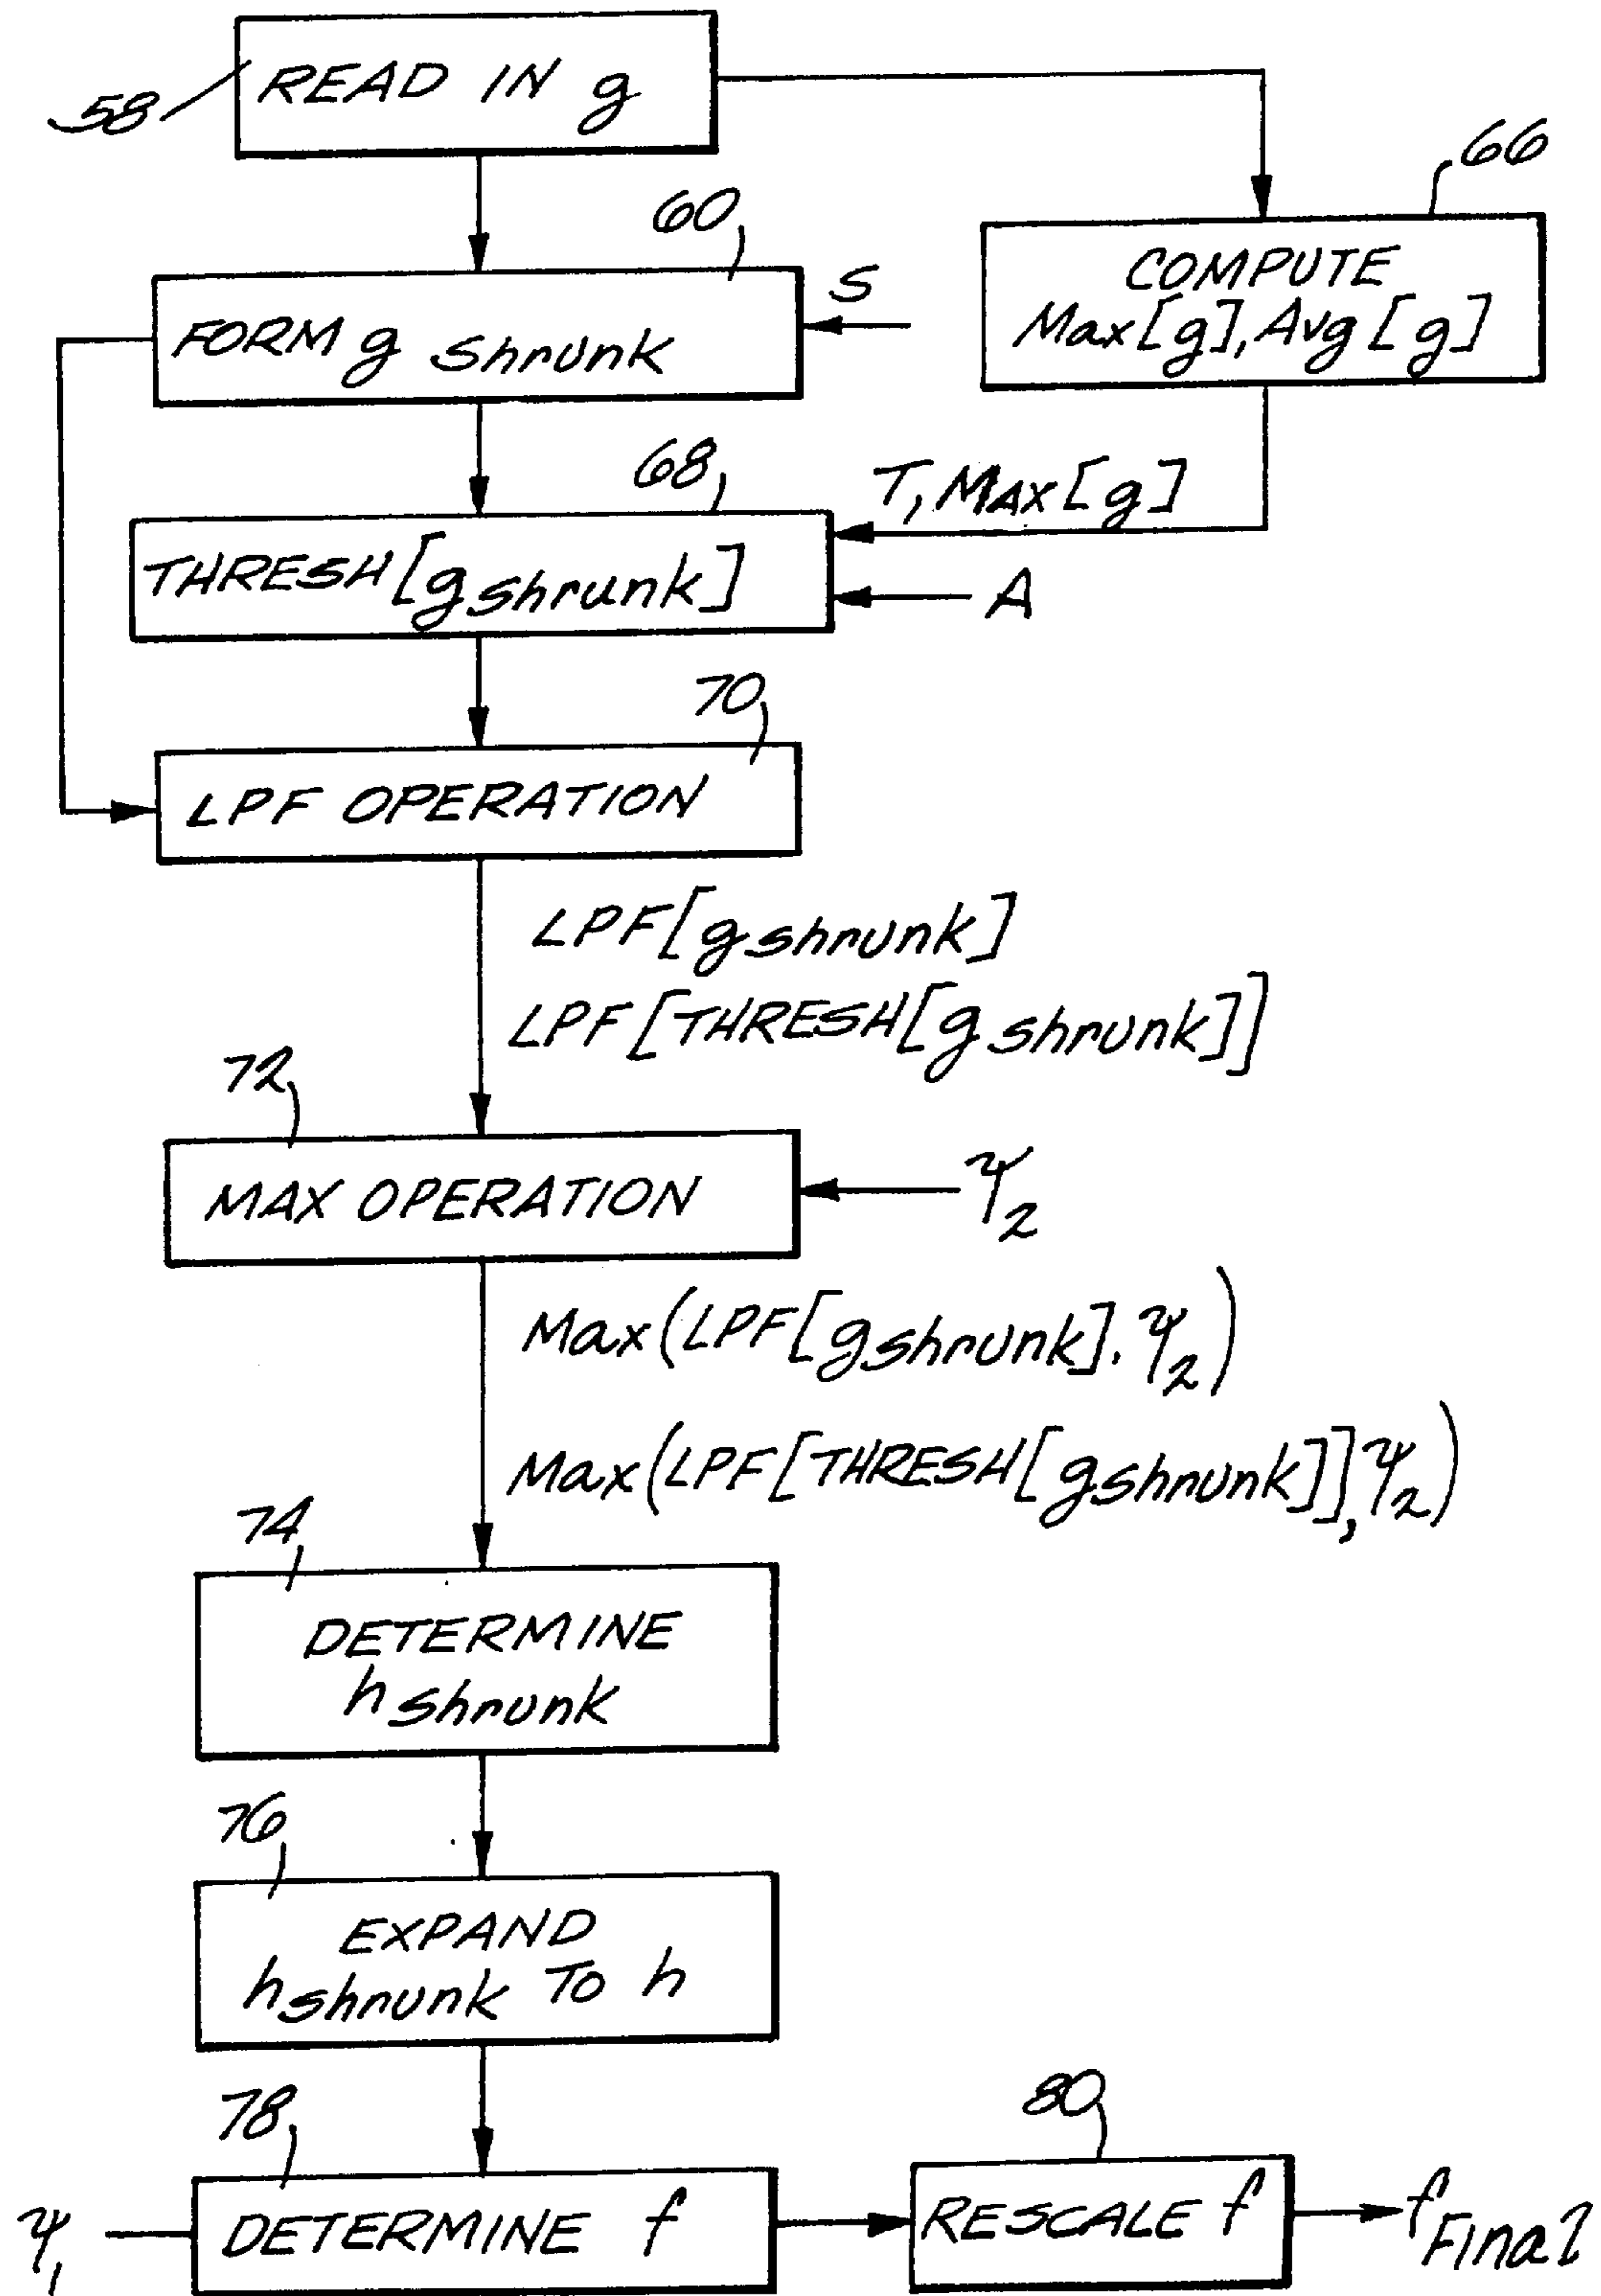 58
READ IN g
66
60
COMPUTE
Max[g], Avg[g]
S
FORM g shrunk
68
T, MAX[g]
THRESH[g shrunk]
A
70
LPF OPERATION
LPF[g shrunk]
LPF[THRESH[g shrunk]]
72
MAX OPERATION
Ψ2
Max(LPF[g shrunk]. Ψ2)
Max(LPF[THRESH[g shrunk]], Ψ2)
74
DETERMINE
h shrunk
76
EXPAND
h shrunk TO h
78
80
Ψ1
DETERMINE f
RESCALE f
f Final